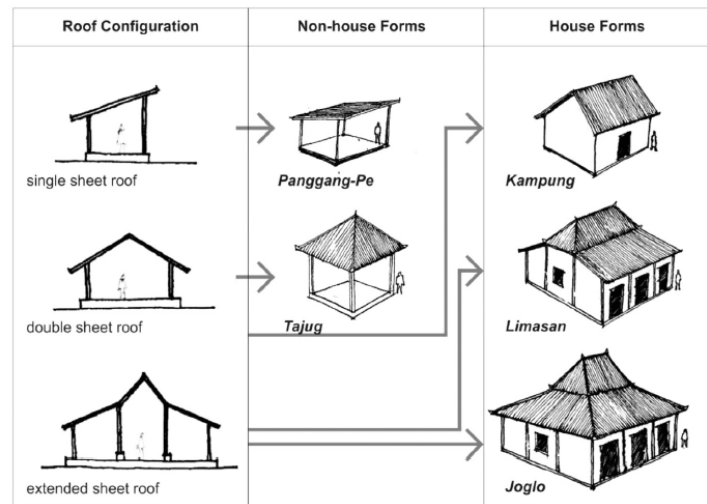 Roof Configuration
Non-house Forms
House Forms
single sheet roof
Panggang-Pe
Kampung
double sheet roof
Tajug
Limasan
extended sheet roof
Joglo